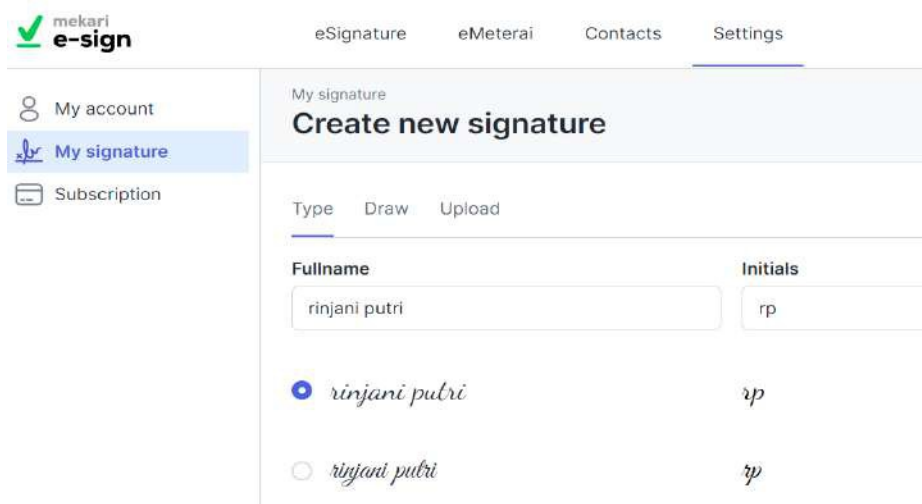 mekari
e-sign
eSignature eMeterai Contacts Settings
My account
My signature
Subscription
My signature
Create new signature
Type Draw Upload
Fullname Initials
rinjani putri rp
rinjani putri rp
rinjani putri rp